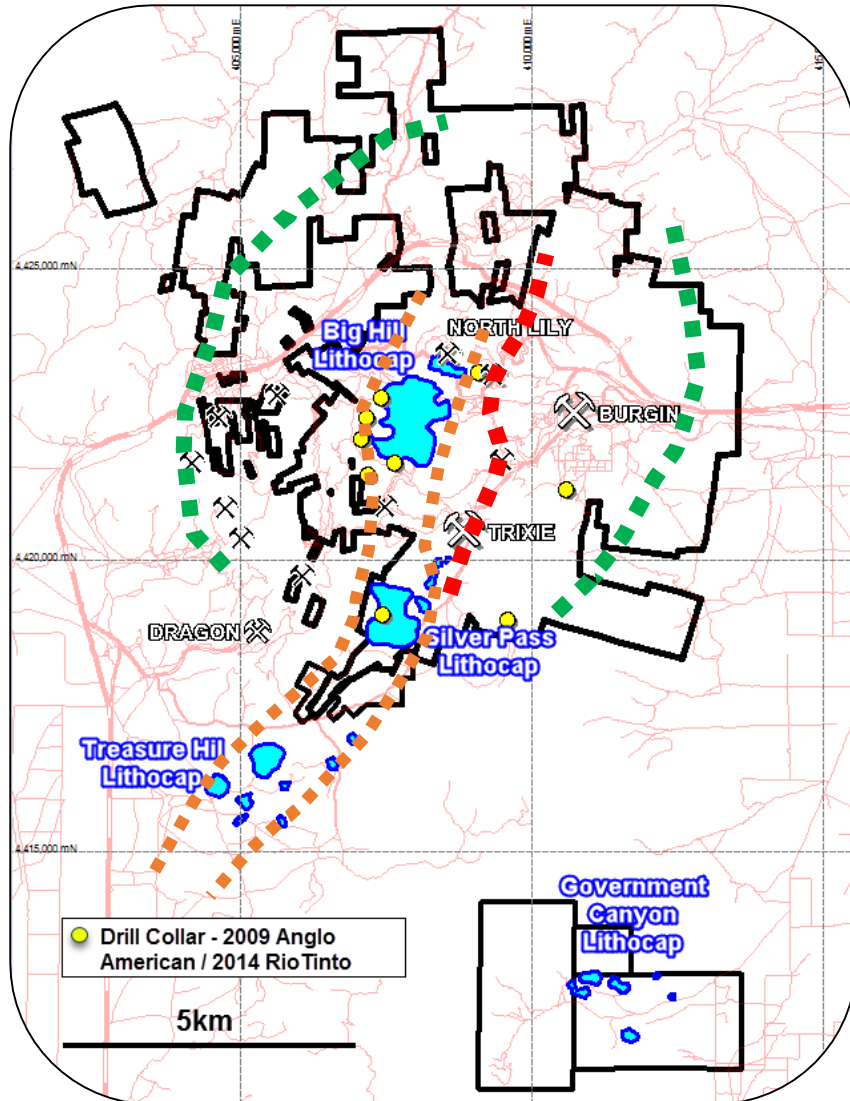 405,000 mE
410,000 mE
4,425,000 mN
Big Hill
Lithocap
NORTH LILY
BURGIN
TRIXIE
4,420,000 mN
DRAGON
Silver Pass
Lithocap
Treasure Hil
Lithocap
4,415,000 mN
Government
Canyon
Lithocap
Drill Collar - 2009 Anglo
American / 2014 RioTinto
5km